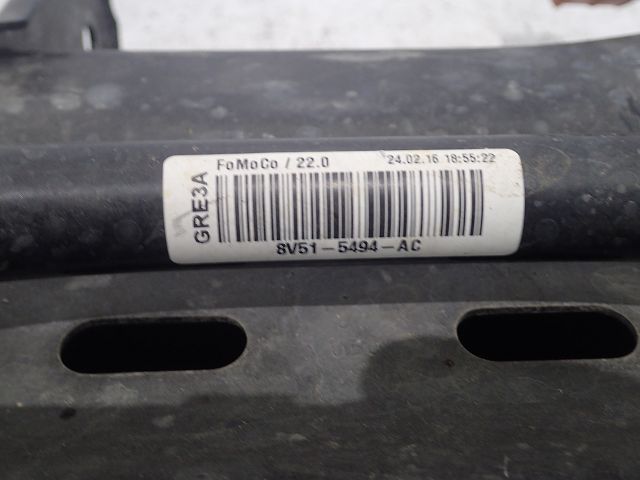 FoMoCo / 22.0 24.02.16 18:55:22
GRE3A
8V51-5494-AC